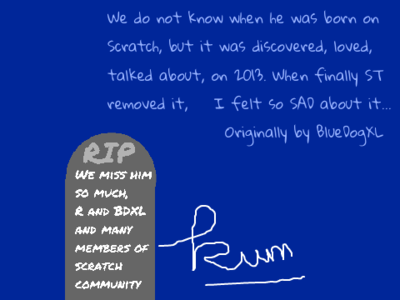 We do not know when he was born on
Scratch, but it was discovered, loved,
talked about, on 2013. When finally ST
removed it, I felt so SAD about it...
Originally by BlueDogXL
RIP
We miss him
so much,
R and BDXL
and many
members of
scratch
community